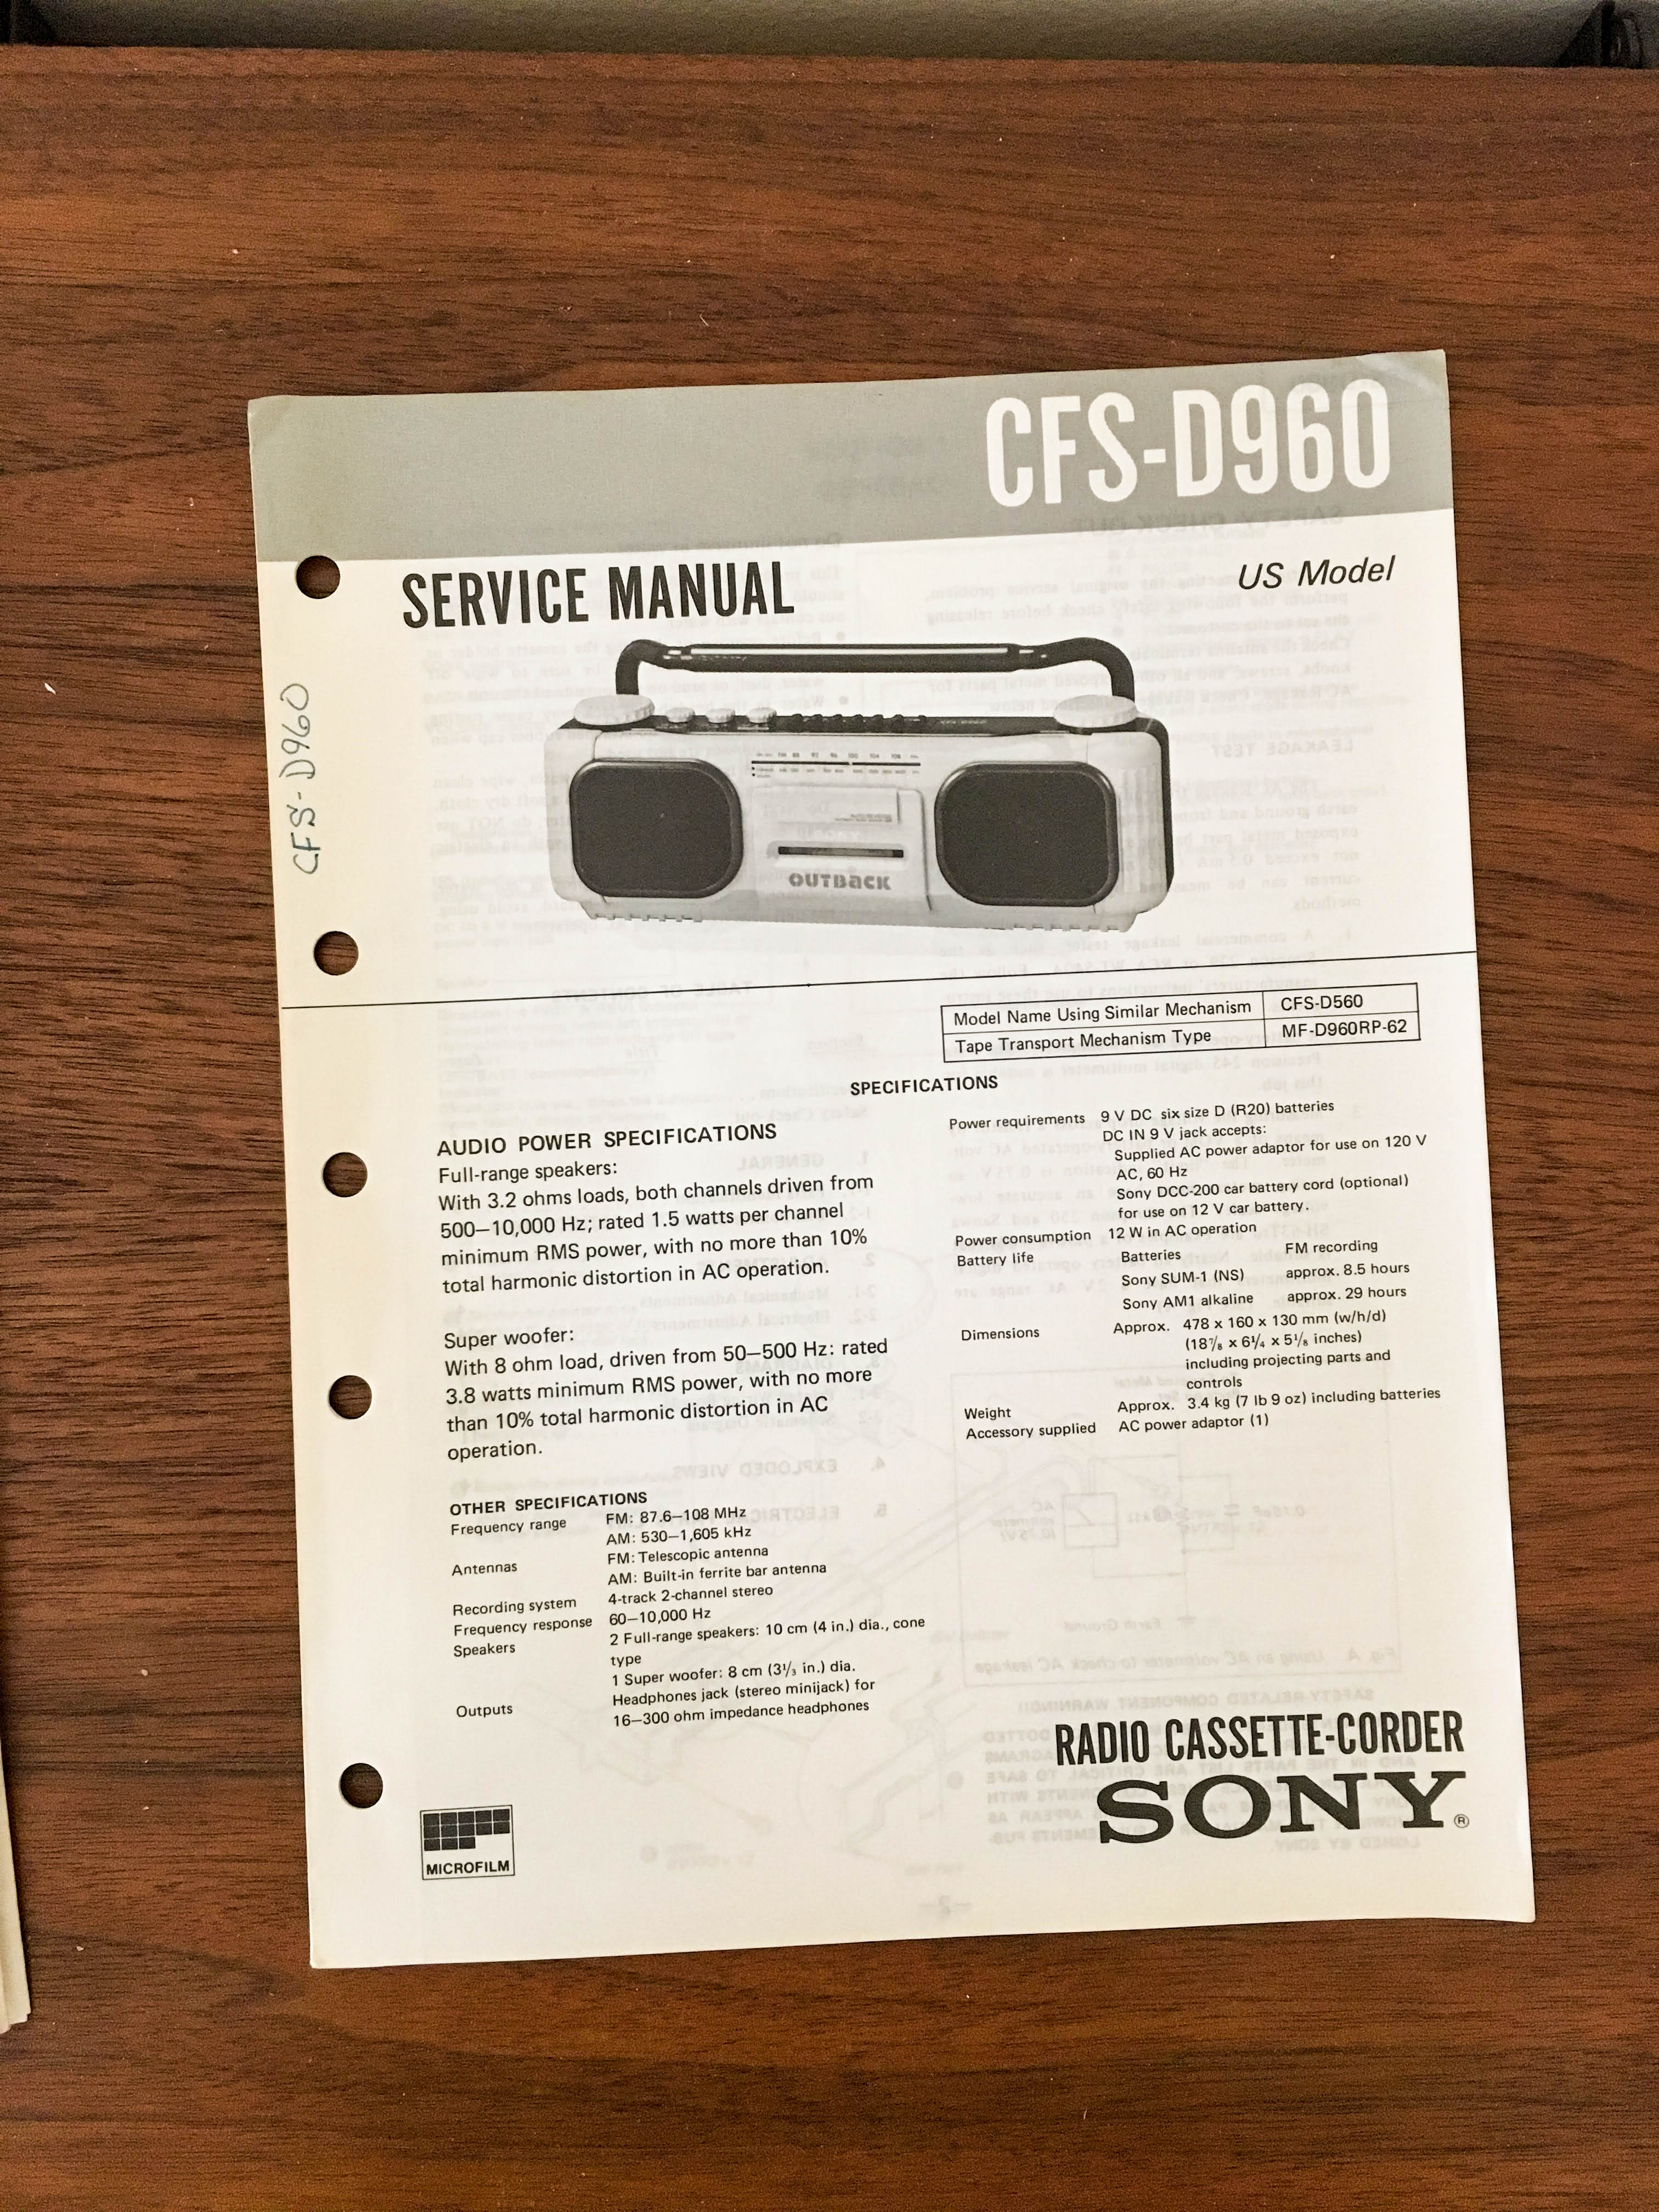 CFS-D960
SERVICE MANUAL
US Model
CFS-D960
OUTBACK
Model Name Using Similar Mechanism CFS-D560
Tape Transport Mechanism Type MF-D960RP-62
SPECIFICATIONS
AUDIO POWER SPECIFICATIONS
Full-range speakers:
With 3.2 ohms loads, both channels driven from
500–10,000 Hz; rated 1.5 watts per channel
minimum RMS power, with no more than 10%
total harmonic distortion in AC operation.
Super woofer:
With 8 ohm load, driven from 50–500 Hz: rated
3.8 watts minimum RMS power, with no more
than 10% total harmonic distortion in AC
operation.
OTHER SPECIFICATIONS
Frequency range FM: 87.6–108 MHz
AM: 530–1,605 kHz
Antennas FM: Telescopic antenna
AM: Built-in ferrite bar antenna
Recording system 4-track 2-channel stereo
Frequency response 60–10,000 Hz
Speakers 2 Full-range speakers: 10 cm (4 in.) dia., cone
type
1 Super woofer: 8 cm (3 1/3 in.) dia.
Outputs Headphones jack (stereo minijack) for
16–300 ohm impedance headphones
Power requirements 9 V DC six size D (R20) batteries
DC IN 9 V jack accepts:
Supplied AC power adaptor for use on 120 V
AC, 60 Hz
Sony DCC-200 car battery cord (optional)
for use on 12 V car battery.
Power consumption 12 W in AC operation
Battery life Batteries FM recording
Sony SUM-1 (NS) approx. 8.5 hours
Sony AM1 alkaline approx. 29 hours
Dimensions Approx. 478 x 160 x 130 mm (w/h/d)
(18 7/8 x 6 1/4 x 5 1/8 inches)
including projecting parts and
controls
Weight Approx. 3.4 kg (7 lb 9 oz) including batteries
Accessory supplied AC power adaptor (1)
MICROFILM
RADIO CASSETTE-CORDER
SONY®